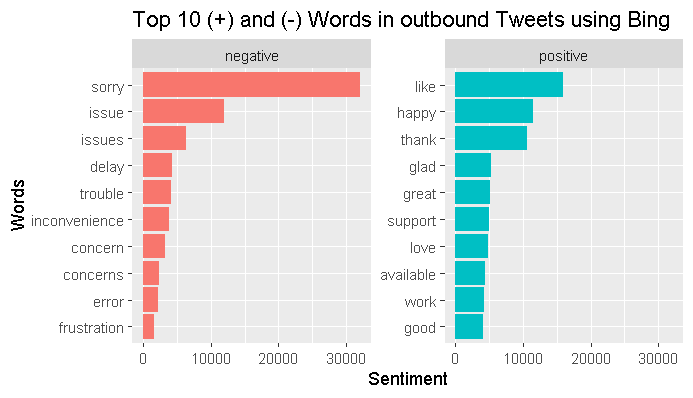 Top 10 (+) and (-) Words in outbound Tweets using Bing
negative
positive
Words
sorry
issue
issues
delay
trouble
inconvenience
concern
concerns
error
frustration
0 10000 20000 30000
like
happy
thank
glad
great
support
love
available
work
good
0 10000 20000 30000
Sentiment